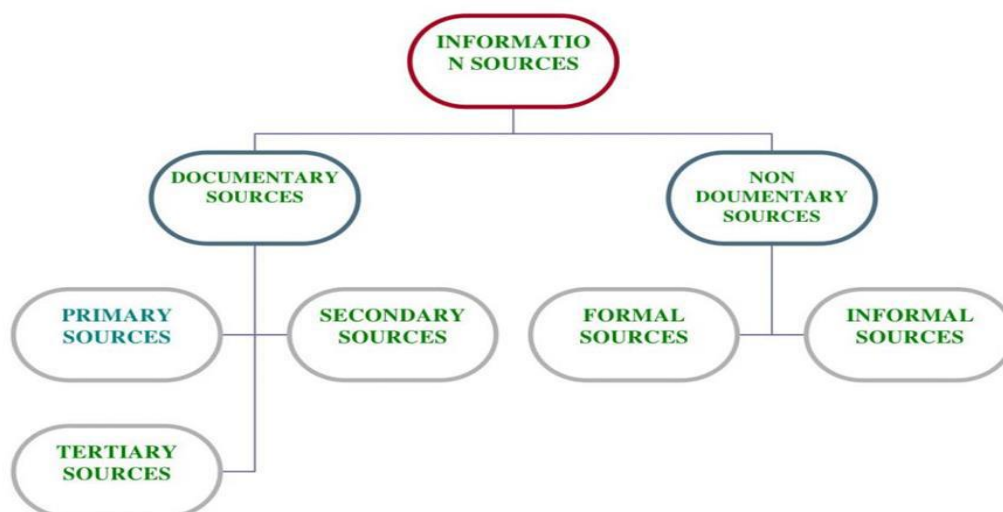 INFORMATIO
N SOURCES
DOCUMENTARY
SOURCES
NON
DOUMENTARY
SOURCES
PRIMARY
SOURCES
SECONDARY
SOURCES
FORMAL
SOURCES
INFORMAL
SOURCES
TERTIARY
SOURCES